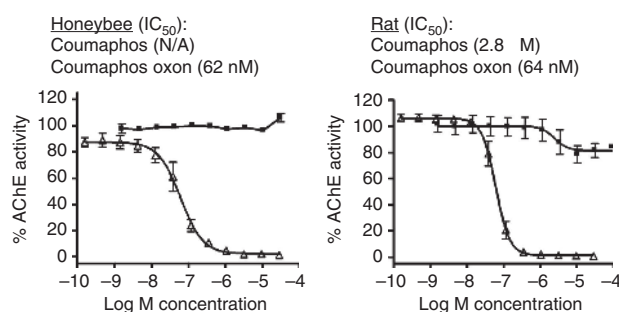 Honeybee (IC50):
Coumaphos (N/A)
Coumaphos oxon (62 nM)
120
100
80
60
40
20
0
% AChE activity
–10
–9
–8
–7
–6
–5
–4
Log M concentration
Rat (IC50):
Coumaphos (2.8 M)
Coumaphos oxon (64 nM)
120
100
80
60
40
20
0
% AChE activity
–10
–9
–8
–7
–6
–5
–4
Log M concentration